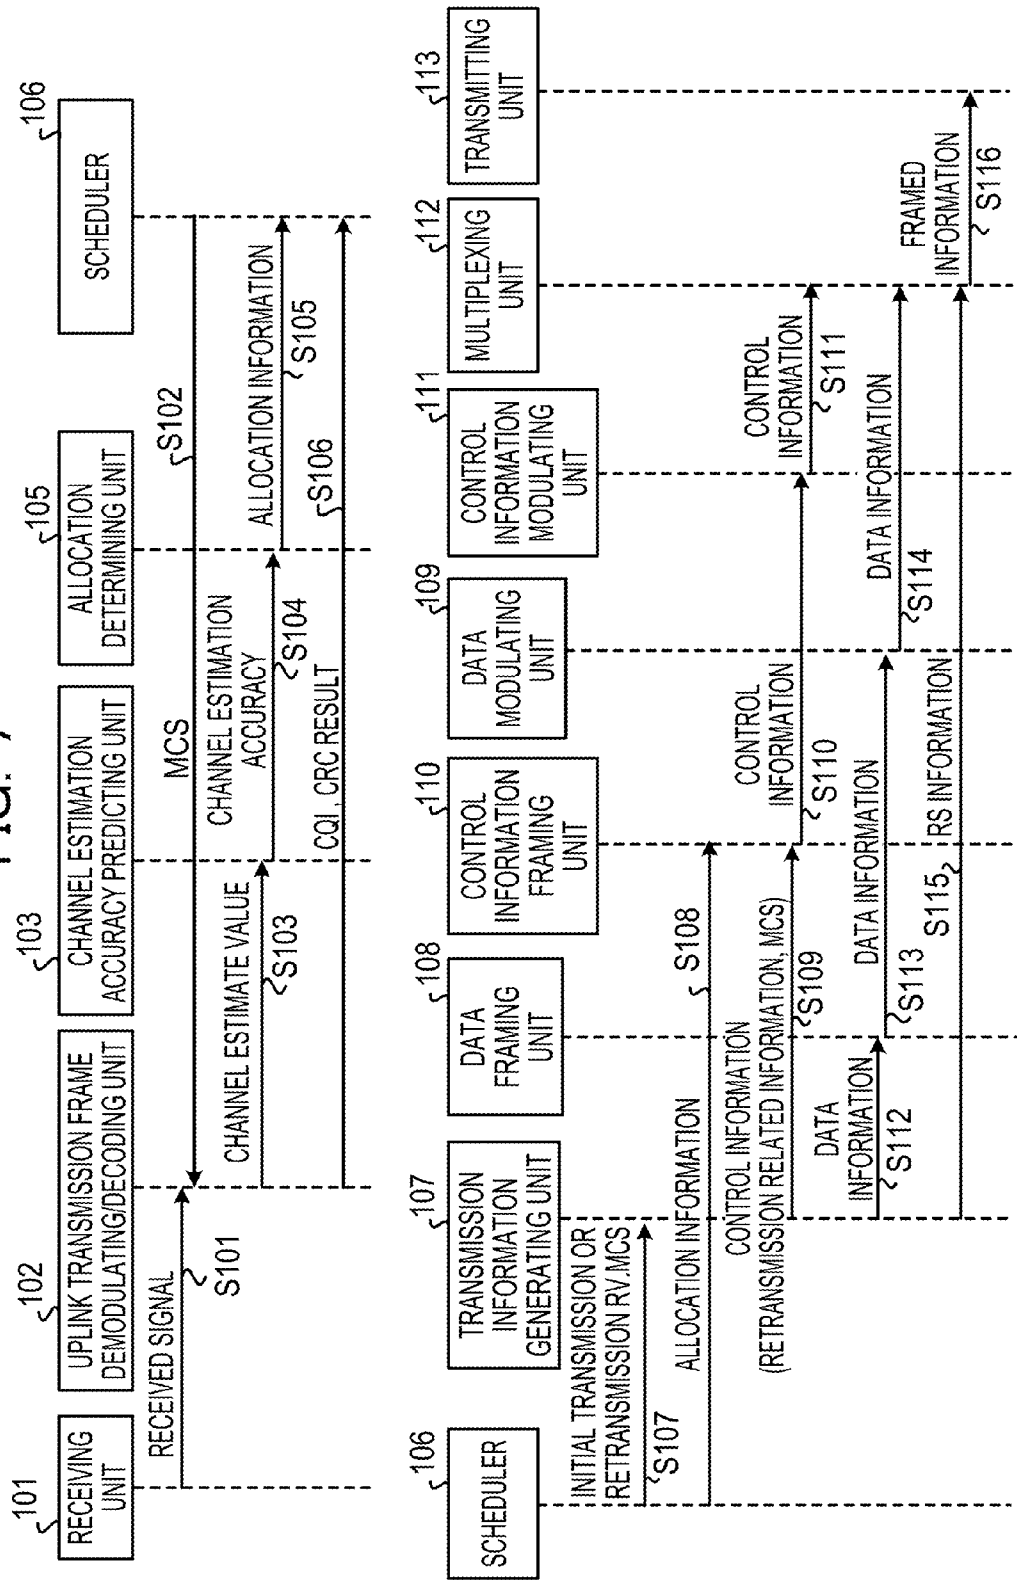 FIG. 7
101
RECEIVING
UNIT
102
UPLINK TRANSMISSION FRAME
DEMODULATING/DECODING UNIT
103
CHANNEL ESTIMATION
ACCURACY PREDICTING UNIT
105
ALLOCATION
DETERMINING UNIT
106
SCHEDULER
RECEIVED SIGNAL
S101
MCS
S102
CHANNEL ESTIMATE VALUE
S103
CHANNEL ESTIMATION
ACCURACY
S104
ALLOCATION INFORMATION
S105
CQI, CRC RESULT
S106
106
SCHEDULER
107
TRANSMISSION
INFORMATION
GENERATING UNIT
108
DATA
FRAMING
UNIT
110
CONTROL
INFORMATION
FRAMING
UNIT
109
DATA
MODULATING
UNIT
111
CONTROL
INFORMATION
MODULATING
UNIT
112
MULTIPLEXING
UNIT
113
TRANSMITTING
UNIT
INITIAL TRANSMISSION OR
RETRANSMISSION RV.MCS
S107
ALLOCATION INFORMATION
S108
CONTROL INFORMATION
(RETRANSMISSION RELATED INFORMATION, MCS)
S109
CONTROL
INFORMATION
S110
CONTROL
INFORMATION
S111
DATA
INFORMATION
S112
DATA INFORMATION
S113
DATA INFORMATION
S114
S115
RS INFORMATION
FRAMED
INFORMATION
S116